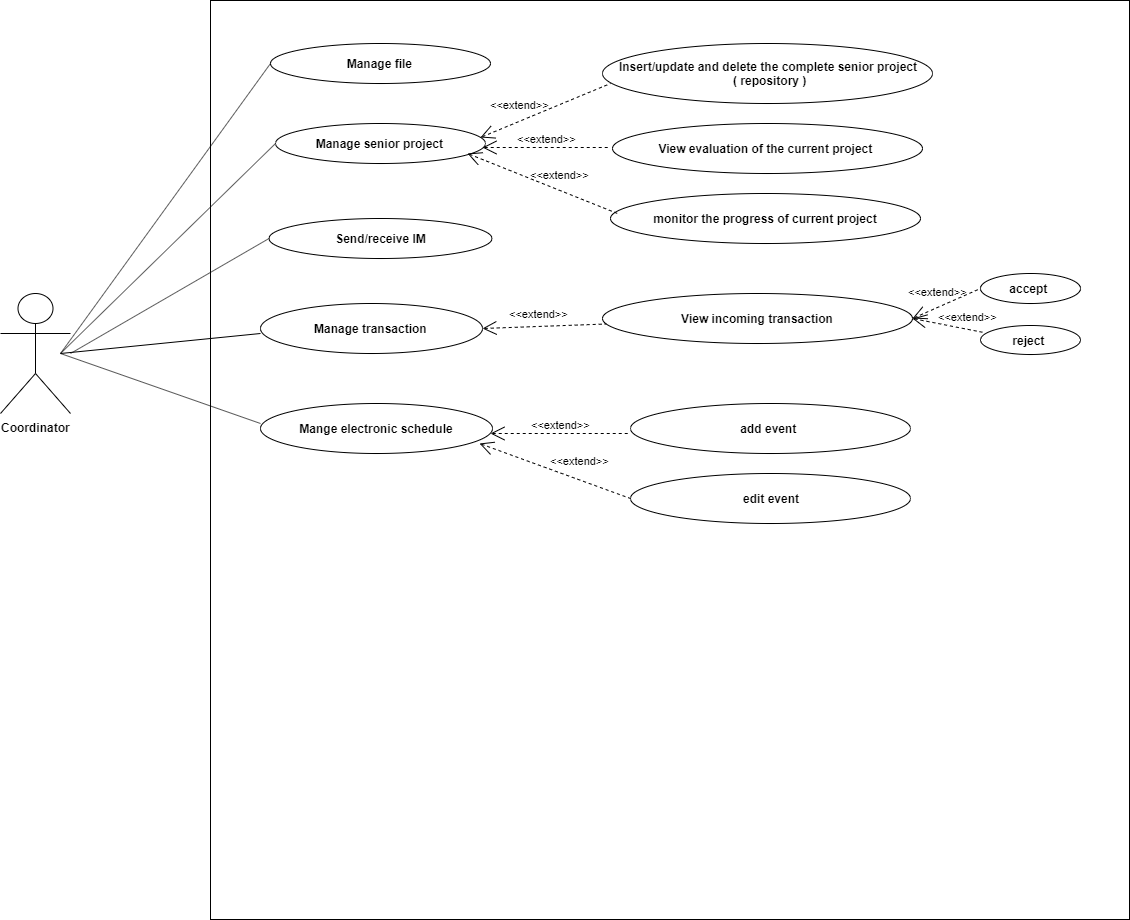 Manage file
Insert/update and delete the complete senior project
( repository )
<<extend>>
Manage senior project
<<extend>>
View evaluation of the current project
<<extend>>
monitor the progress of current project
Send/receive IM
accept
<<extend>>
Manage transaction
<<extend>>
View incoming transaction
<<extend>>
reject
Coordinator
Mange electronic schedule
<<extend>>
add event
<<extend>>
edit event